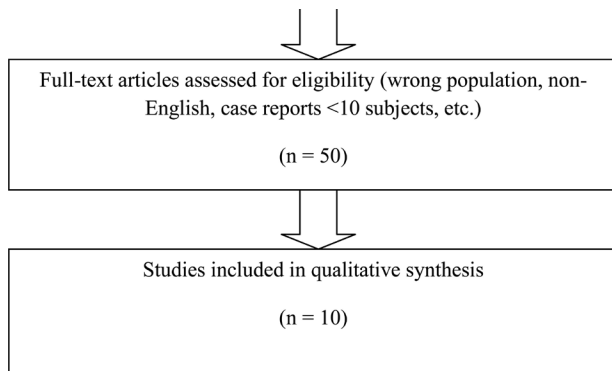 Full-text articles assessed for eligibility (wrong population, non-
English, case reports <10 subjects, etc.)
(n = 50)
Studies included in qualitative synthesis
(n = 10)